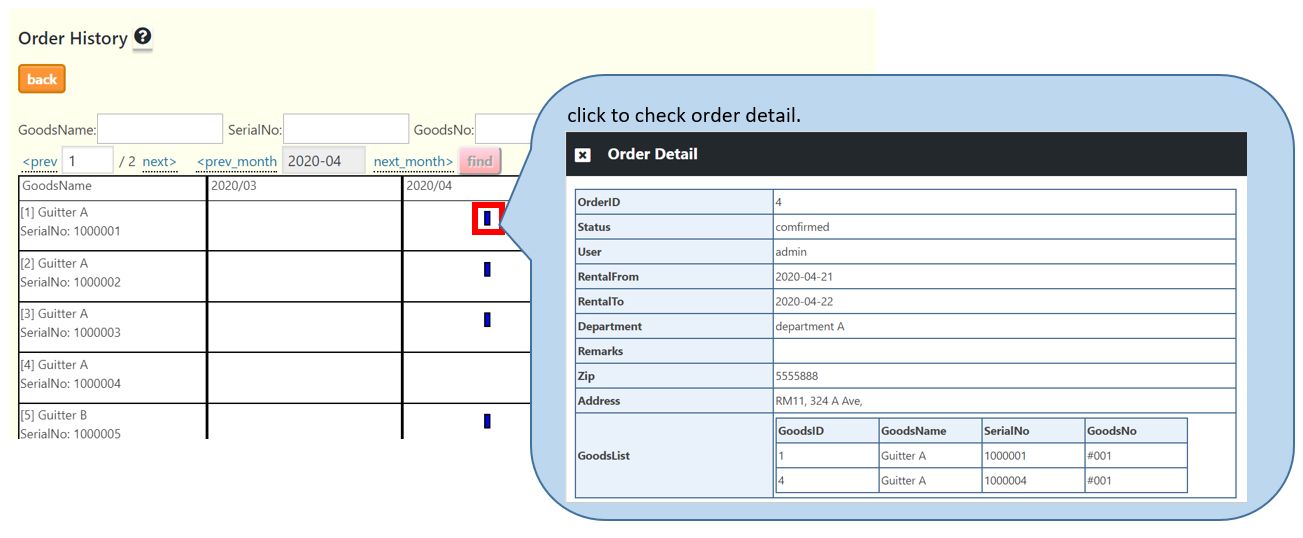 Order History ?
back
GoodsName: SerialNo: GoodsNo:
<prev 1 / 2 next> <prev_month 2020-04 next_month> find
GoodsName 2020/03 2020/04
[1] Guitter A
SerialNo: 1000001
[2] Guitter A
SerialNo: 1000002
[3] Guitter A
SerialNo: 1000003
[4] Guitter A
SerialNo: 1000004
[5] Guitter B
SerialNo: 1000005
click to check order detail.
Order Detail
OrderID 4
Status comfirmed
User admin
RentalFrom 2020-04-21
RentalTo 2020-04-22
Department department A
Remarks
Zip 5555888
Address RM11, 324 A Ave,
GoodsList
GoodsID GoodsName SerialNo GoodsNo
1 Guitter A 1000001 #001
4 Guitter A 1000004 #001